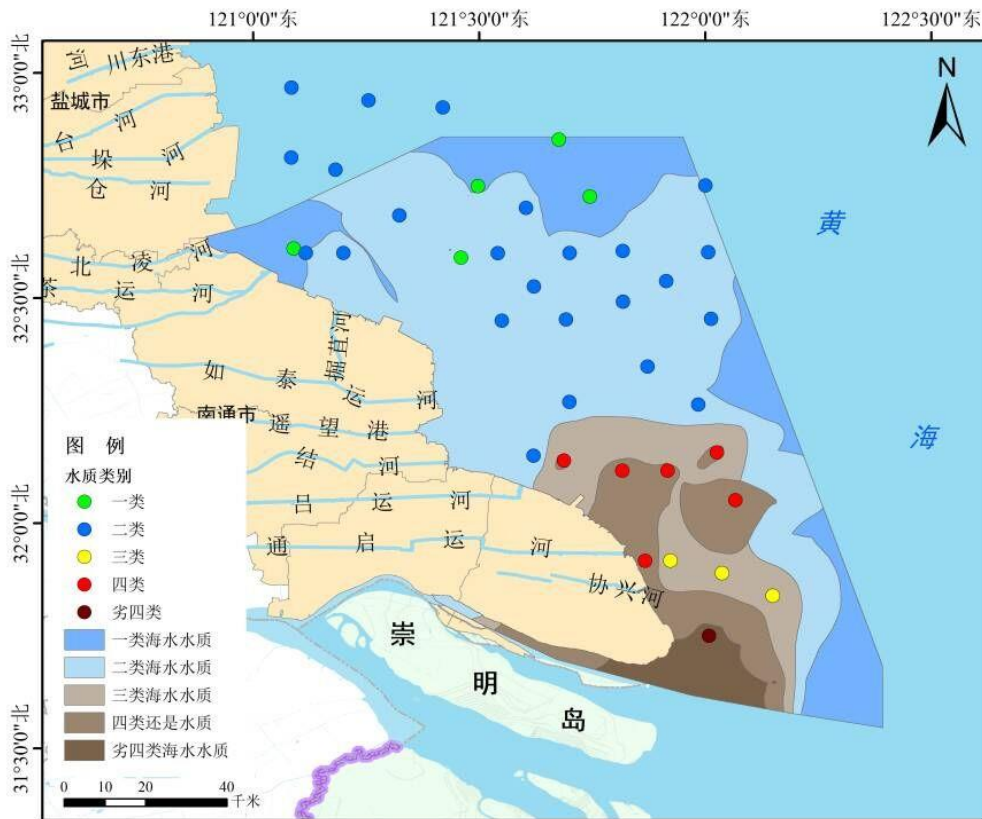 121°0'0"东 121°30'0"东 122°0'0"东 122°30'0"东
33°0'0"北
32°30'0"北
32°0'0"北
31°30'0"北
N
川东港
盐城市
台河
垛河
仓河
北凌河
茶运河
如泰运河
南通市
遥望港
结河
吕运河
通启运河
协兴河
黄
海
崇
明
岛
图 例
水质类别
一类
二类
三类
四类
劣四类
一类海水水质
二类海水水质
三类海水水质
四类还是水质
劣四类海水水质
0 10 20 40
千米